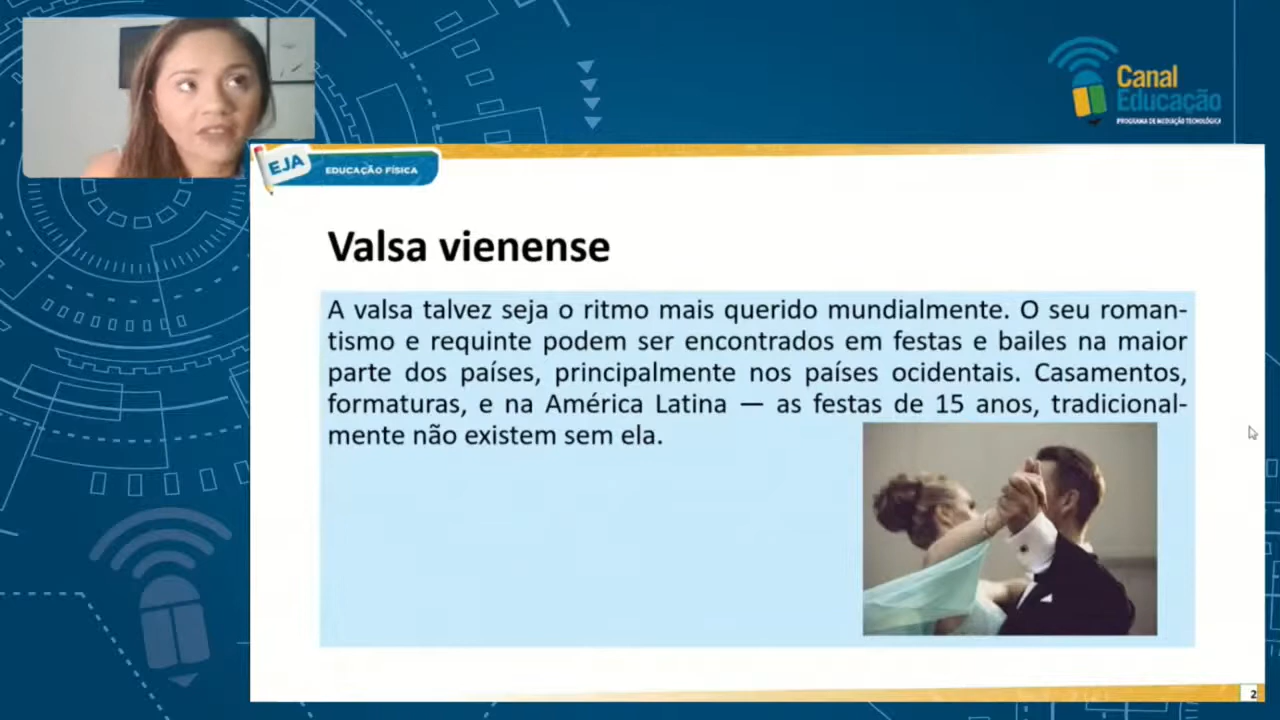 Canal
Educação
PROGRAMA DE MEDIAÇÃO TECNOLÓGICA
EJA
EDUCAÇÃO FÍSICA
Valsa vienense
A valsa talvez seja o ritmo mais querido mundialmente. O seu roman-
tismo e requinte podem ser encontrados em festas e bailes na maior
parte dos países, principalmente nos países ocidentais. Casamentos,
formaturas, e na América Latina — as festas de 15 anos, tradicional-
mente não existem sem ela.
2